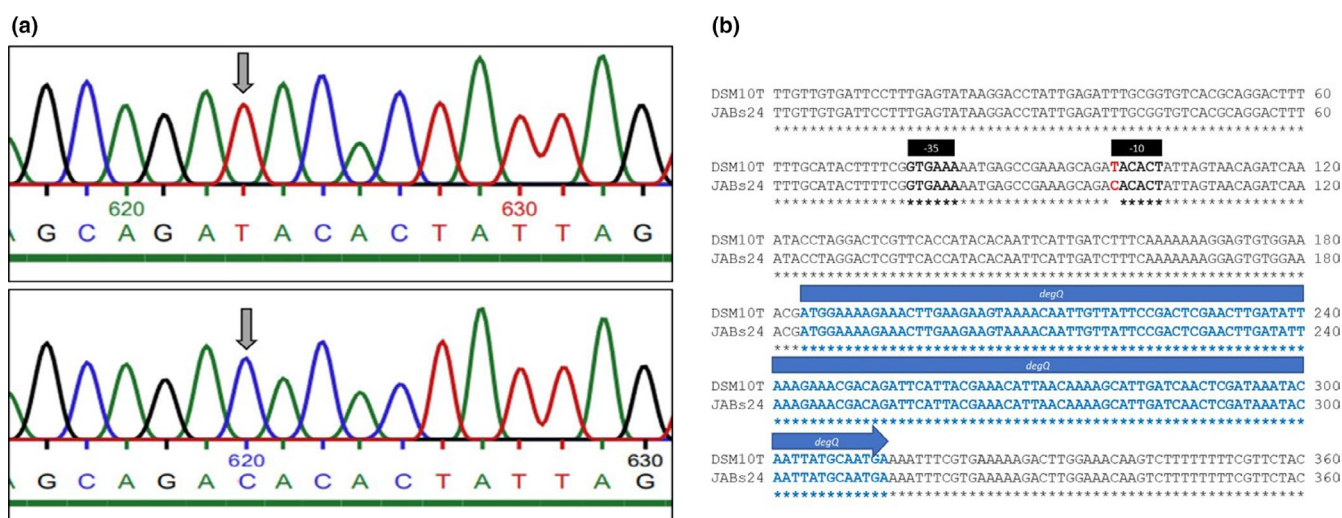 (a)
620 630
A G C A G A T A C A C T A T T A G
620 630
A G C A G A C A C A C T A T T A G
(b)
DSM10T TTGTTGTGATTCCTTTGAGTATAAGGACCTATTGAGATTTGCGGTGTCACGCAGGACTTT 60
JABs24 TTGTTGTGATTCCTTTGAGTATAAGGACCTATTGAGATTTGCGGTGTCACGCAGGACTTT 60
************************************************************
-35 -10
DSM10T TTTGCATACTTTTCGGTGAAAAATGAGCCGAAAGCAGATACACTATTAGTAACAGATCAA 120
JABs24 TTTGCATACTTTTCGGTGAAAAATGAGCCGAAAGCAGACACACTATTAGTAACAGATCAA 120
************************************** *********************
DSM10T ATACCTAGGACTCGTTCACCATACACAATTCATTGATCTTTCAAAAAAAGGAGTGTGGAA 180
JABs24 ATACCTAGGACTCGTTCACCATACACAATTCATTGATCTTTCAAAAAAAGGAGTGTGGAA 180
************************************************************
degQ
DSM10T ACGATGGAAAAGAAACTTGAAGAAGTAAAACAATTGTTATTCCGACTCGAACTTGATATT 240
JABs24 ACGATGGAAAAGAAACTTGAAGAAGTAAAACAATTGTTATTCCGACTCGAACTTGATATT 240
************************************************************
degQ
DSM10T AAAGAAACGACAGATTCATTACGAAACATTAACAAAAGCATTGATCAACTCGATAAATAC 300
JABs24 AAAGAAACGACAGATTCATTACGAAACATTAACAAAAGCATTGATCAACTCGATAAATAC 300
************************************************************
degQ
DSM10T AATTATGCAATGAAAATTTCGTGAAAAAGACTTGGAAACAAGTCTTTTTTTTCGTTCTAC 360
JABs24 AATTATGCAATGAAAATTTCGTGAAAAAGACTTGGAAACAAGTCTTTTTTTTCGTTCTAC 360
************************************************************